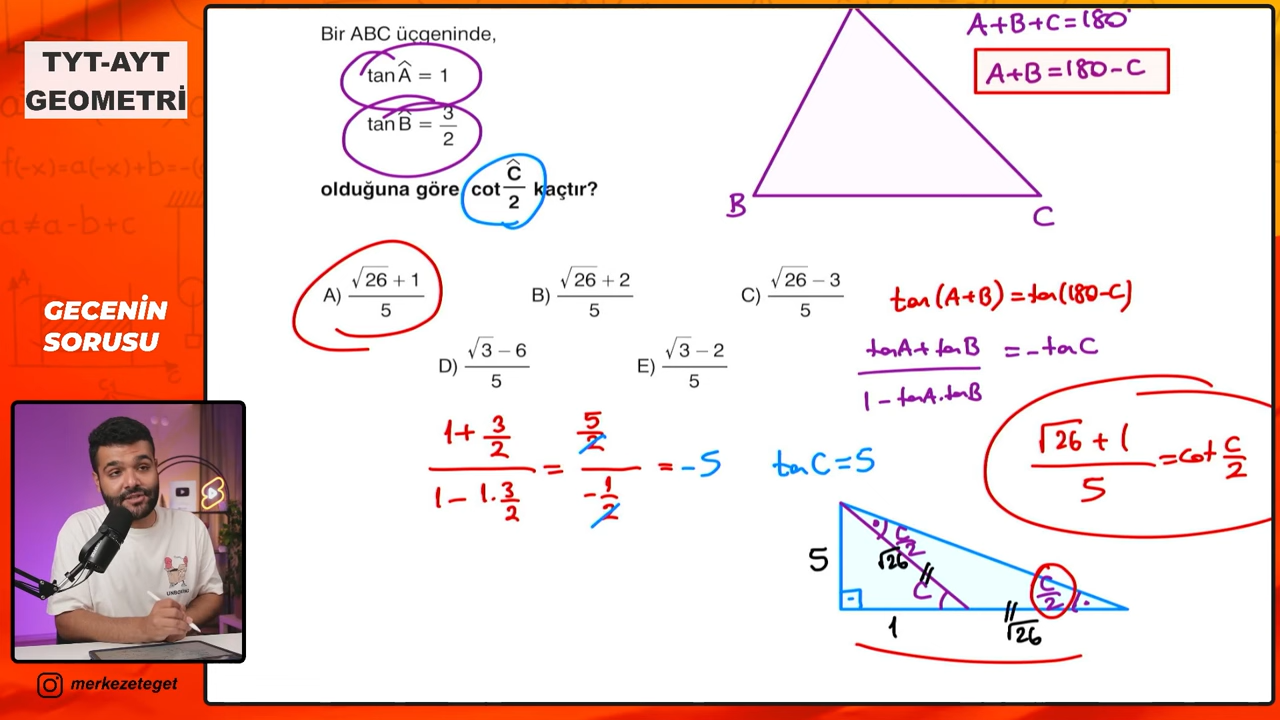 TYT-AYT
GEOMETRİ
GECENİN
SORUSU
merkezeteget
Bir ABC üçgeninde,
tan Â = 1
tan B̂ = 3/2
olduğuna göre cot Ĉ/2 kaçtır?
A) (√26 + 1)/5
B) (√26 + 2)/5
C) (√26 − 3)/5
D) (√3 − 6)/5
E) (√3 − 2)/5
A+B+C=180°
A+B=180-C
B
C
tan(A+B)=tan(180-C)
(tanA+tanB)/(1-tanA.tanB) = -tanC
(1+3/2)/(1-1.3/2) = (5/2)/(-1/2) = -5
tanC=5
(√26+1)/5 = cot C/2
5
C/2
√26
C
C/2
1
√26